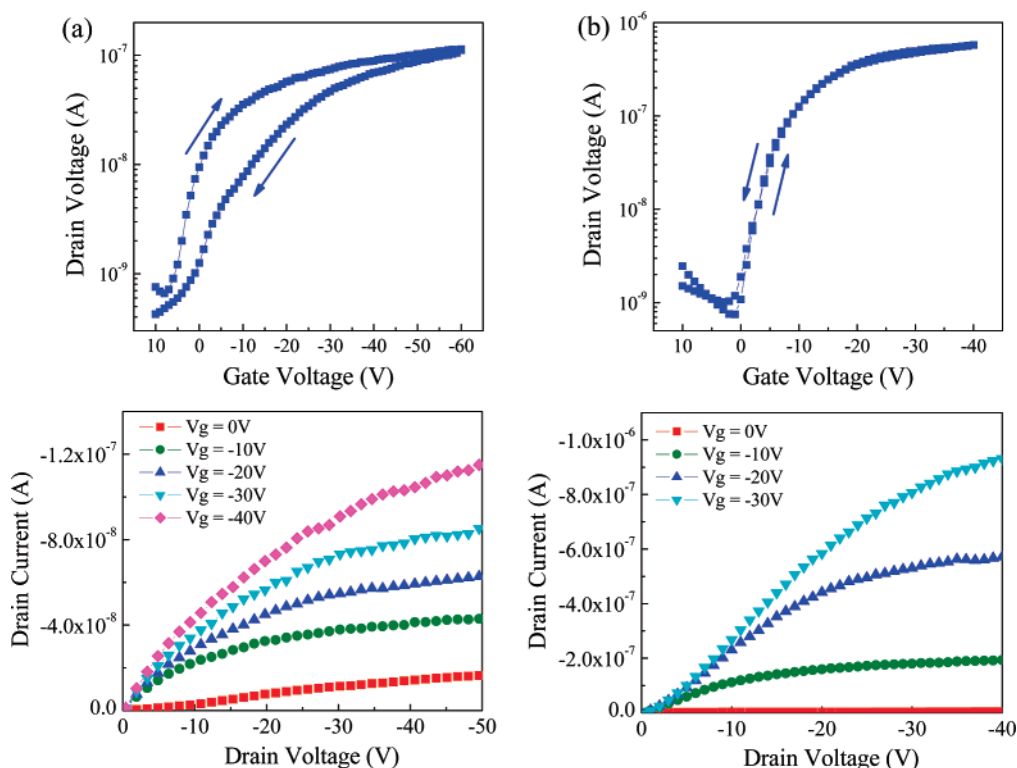 (a)
10⁻⁷
10⁻⁸
10⁻⁹
Drain Voltage (A)
10 0 -10 -20 -30 -40 -50 -60
Gate Voltage (V)
(b)
10⁻⁶
10⁻⁷
10⁻⁸
10⁻⁹
Drain Voltage (A)
10 0 -10 -20 -30 -40
Gate Voltage (V)
Vg = 0V
Vg = -10V
Vg = -20V
Vg = -30V
Vg = -40V
-1.2x10⁻⁷
-8.0x10⁻⁸
-4.0x10⁻⁸
0.0
Drain Current (A)
0 -10 -20 -30 -40 -50
Drain Voltage (V)
Vg = 0V
Vg = -10V
Vg = -20V
Vg = -30V
-1.0x10⁻⁶
-8.0x10⁻⁷
-6.0x10⁻⁷
-4.0x10⁻⁷
-2.0x10⁻⁷
0.0
Drain Current (A)
0 -10 -20 -30 -40
Drain Voltage (V)